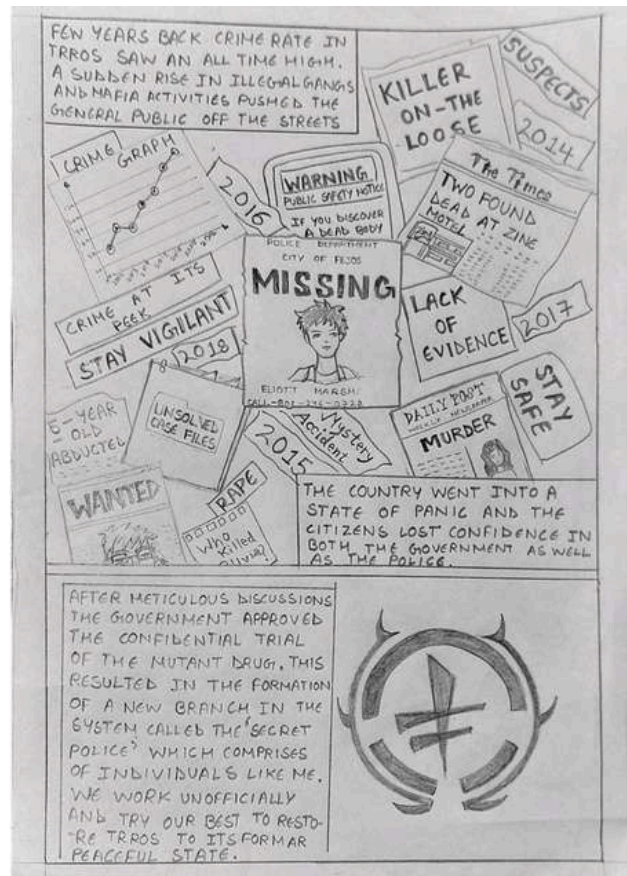 FEW YEARS BACK CRIME RATE IN
TRROS SAW AN ALL TIME HIGH.
A SUDDEN RISE IN ILLEGAL GANGS
AND MAFIA ACTIVITIES PUSHED THE
GENERAL PUBLIC OFF THE STREETS
KILLER
ON-THE
LOOSE
SUSPECTS
2014
CRIME GRAPH
2016
WARNING
PUBLIC SAFETY NOTICE
IF YOU DISCOVER
A DEAD BODY
The Times
TWO FOUND
DEAD AT ZINE
MOTEL
POLICE DEPARTMENT
CITY OF FEJOS
MISSING
ELIOTT MARSH
CRIME AT ITS
PEEK
STAY VIGILANT
2018
LACK
OF
EVIDENCE
2017
STAY
SAFE
5-YEAR
-OLD
ABDUCTED
UNSOLVED
CASE FILES
2015
Mystery
Accident
DAILY POST
MURDER
WANTED
RAPE
Who
Killed
THE COUNTRY WENT INTO A
STATE OF PANIC AND THE
CITIZENS LOST CONFIDENCE IN
BOTH THE GOVERNMENT AS WELL
AS THE POLICE.
AFTER METICULOUS DISCUSSIONS
THE GOVERNMENT APPROVED
THE CONFIDENTIAL TRIAL
OF THE MUTANT DRUG. THIS
RESULTED IN THE FORMATION
OF A NEW BRANCH IN THE
SYSTEM CALLED THE 'SECRET
POLICE' WHICH COMPRISES
OF INDIVIDUALS LIKE ME.
WE WORK UNOFFICIALLY
AND TRY OUR BEST TO RESTO-
-RE TRROS TO ITS FORMAR
PEACEFUL STATE.